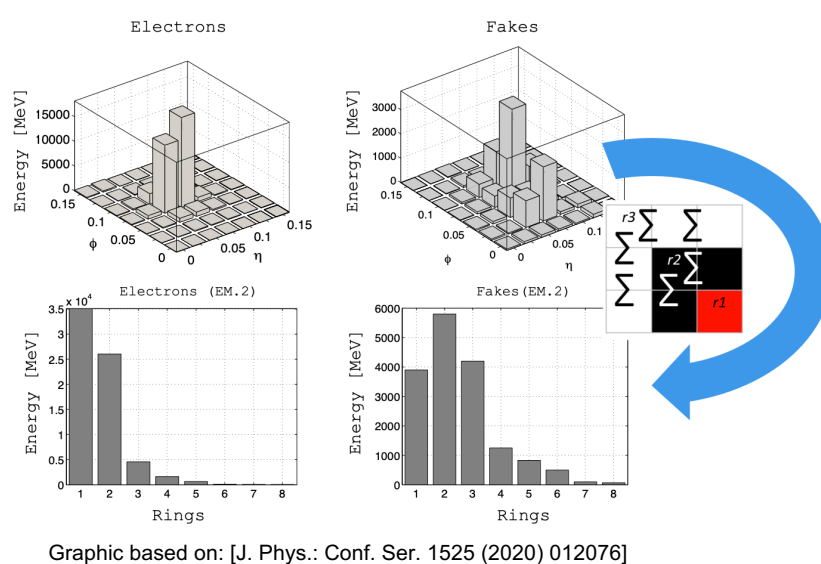 Electrons
Fakes
Energy [MeV]
15000
10000
5000
0
0.15
0.1
0.05
0
ϕ
0
0.05
0.1
0.15
η
Energy [MeV]
3000
2000
1000
0
0.15
0.1
0.05
0
ϕ
0
0.05
0.1
0.15
η
r3 ∑ ∑
∑ r2 ∑
∑ ∑ r1
Electrons (EM.2)
x 10⁴
Energy [MeV]
3.5
3
2.5
2
1.5
1
0.5
0
1 2 3 4 5 6 7 8
Rings
Fakes(EM.2)
Energy [MeV]
6000
5000
4000
3000
2000
1000
0
1 2 3 4 5 6 7 8
Rings
Graphic based on: [J. Phys.: Conf. Ser. 1525 (2020) 012076]